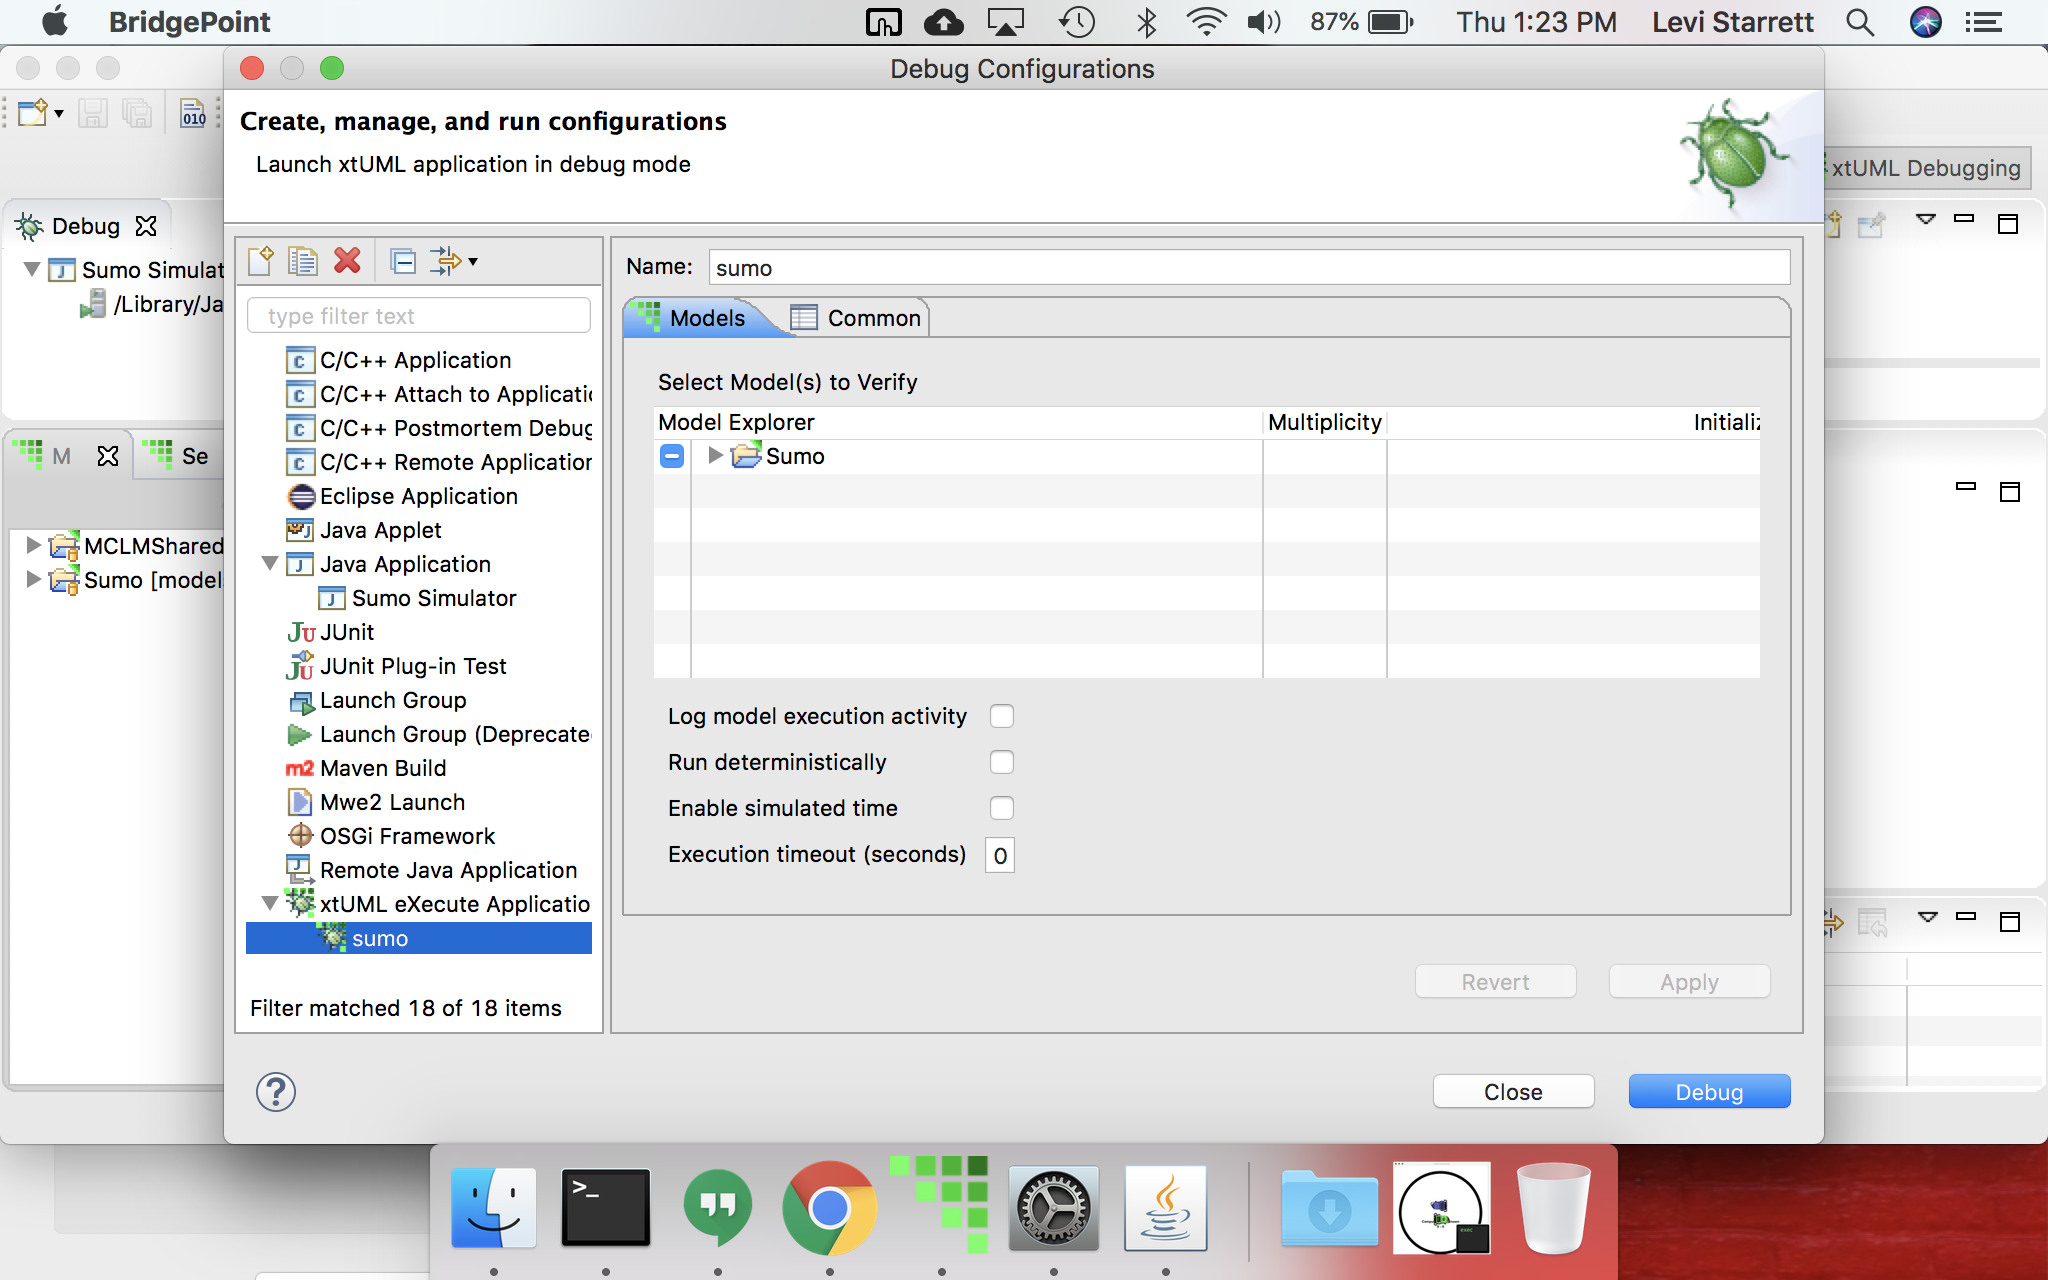 BridgePoint
87%
Thu 1:23 PM
Levi Starrett
Debug Configurations
Create, manage, and run configurations
Launch xtUML application in debug mode
010
xtUML Debugging
Debug
Sumo Simulat
/Library/Ja
M
Se
MCLMShared
Sumo [model
type filter text
C/C++ Application
C/C++ Attach to Applicati
C/C++ Postmortem Debug
C/C++ Remote Application
Eclipse Application
Java Applet
Java Application
Sumo Simulator
JUnit
JUnit Plug-in Test
Launch Group
Launch Group (Deprecate
Maven Build
Mwe2 Launch
OSGi Framework
Remote Java Application
xtUML eXecute Applicatio
sumo
Filter matched 18 of 18 items
Name:
sumo
Models
Common
Select Model(s) to Verify
Model Explorer
Multiplicity
Initializ
Sumo
Log model execution activity
Run deterministically
Enable simulated time
Execution timeout (seconds)
0
Revert
Apply
?
Close
Debug
>_
exec